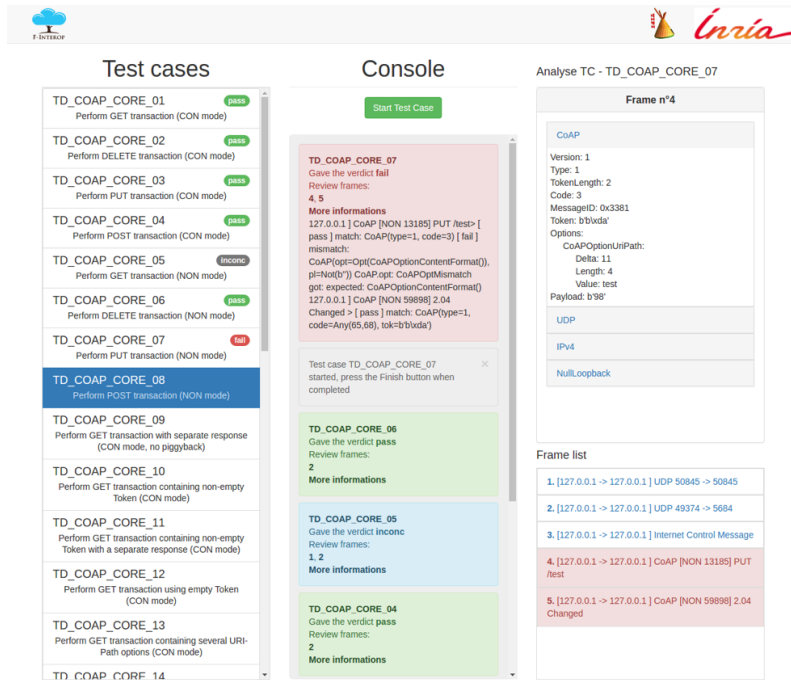 F-INTEROP
Inria
Test cases
TD_COAP_CORE_01 pass
Perform GET transaction (CON mode)
TD_COAP_CORE_02 pass
Perform DELETE transaction (CON mode)
TD_COAP_CORE_03 pass
Perform PUT transaction (CON mode)
TD_COAP_CORE_04 pass
Perform POST transaction (CON mode)
TD_COAP_CORE_05 inconc
Perform GET transaction (NON mode)
TD_COAP_CORE_06 pass
Perform DELETE transaction (NON mode)
TD_COAP_CORE_07 fail
Perform PUT transaction (NON mode)
TD_COAP_CORE_08
Perform POST transaction (NON mode)
TD_COAP_CORE_09
Perform GET transaction with separate response
(CON mode, no piggyback)
TD_COAP_CORE_10
Perform GET transaction containing non-empty
Token (CON mode)
TD_COAP_CORE_11
Perform GET transaction containing non-empty
Token with a separate response (CON mode)
TD_COAP_CORE_12
Perform GET transaction using empty Token
(CON mode)
TD_COAP_CORE_13
Perform GET transaction containing several URI-
Path options (CON mode)
TD_COAP_CORE_14
Console
Start Test Case
TD_COAP_CORE_07
Gave the verdict fail
Review frames:
4, 5
More informations
127.0.0.1 ] CoAP [NON 13185] PUT /test> [
pass ] match: CoAP(type=1, code=3) [ fail ]
mismatch:
CoAP(opt=Opt(CoAPOptionContentFormat()),
pl=Not(b'')) CoAP.opt: CoAPOptMismatch
got: expected: CoAPOptionContentFormat()
127.0.0.1 ] CoAP [NON 59898] 2.04
Changed > [ pass ] match: CoAP(type=1,
code=Any(65,68), tok=b'b\xda')
Test case TD_COAP_CORE_07 ×
started, press the Finish button when
completed
TD_COAP_CORE_06
Gave the verdict pass
Review frames:
2
More informations
TD_COAP_CORE_05
Gave the verdict inconc
Review frames:
1, 2
More informations
TD_COAP_CORE_04
Gave the verdict pass
Review frames:
2
More informations
Analyse TC - TD_COAP_CORE_07
Frame n°4
CoAP
Version: 1
Type: 1
TokenLength: 2
Code: 3
MessageID: 0x3381
Token: b'b\xda'
Options:
CoAPOptionUriPath:
Delta: 11
Length: 4
Value: test
Payload: b'98'
UDP
IPv4
NullLoopback
Frame list
1. [127.0.0.1 -> 127.0.0.1 ] UDP 50845 -> 50845
2. [127.0.0.1 -> 127.0.0.1 ] UDP 49374 -> 5684
3. [127.0.0.1 -> 127.0.0.1 ] Internet Control Message
4. [127.0.0.1 -> 127.0.0.1 ] CoAP [NON 13185] PUT
/test
5. [127.0.0.1 -> 127.0.0.1 ] CoAP [NON 59898] 2.04
Changed